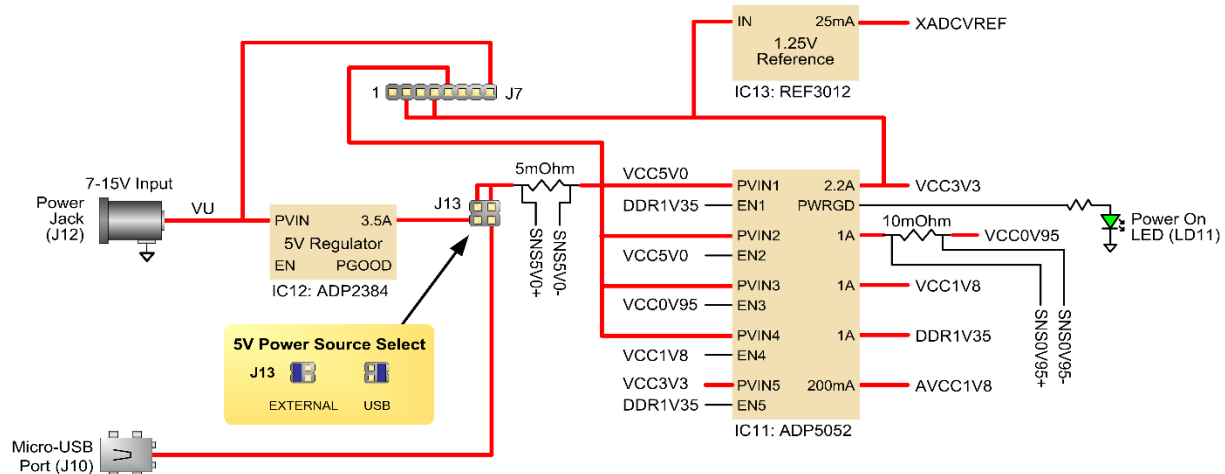 IN 25mA XADCVREF
1.25V
Reference
IC13: REF3012
1 J7
7-15V Input
Power
Jack
(J12)
VU
PVIN 3.5A
5V Regulator
EN PGOOD
IC12: ADP2384
J13
5mOhm
SNS5V0+
SNS5V0-
5V Power Source Select
J13
EXTERNAL USB
Micro-USB
Port (J10)
VCC5V0 PVIN1 2.2A VCC3V3
DDR1V35 EN1 PWRGD
Power On
LED (LD11)
PVIN2 1A 10mOhm VCC0V95
VCC5V0 EN2
PVIN3 1A VCC1V8
VCC0V95 EN3
PVIN4 1A DDR1V35
VCC1V8 EN4
VCC3V3 PVIN5 200mA AVCC1V8
DDR1V35 EN5
IC11: ADP5052
SNS0V95+
SNS0V95-